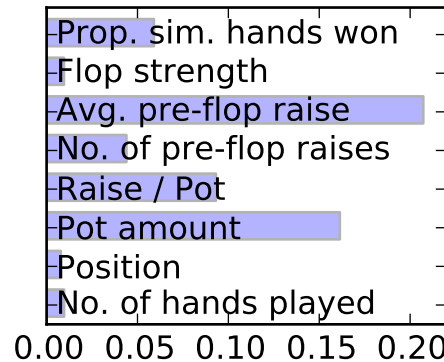 Prop. sim. hands won
Flop strength
Avg. pre-flop raise
No. of pre-flop raises
Raise / Pot
Pot amount
Position
No. of hands played
0.00 0.05 0.10 0.15 0.20